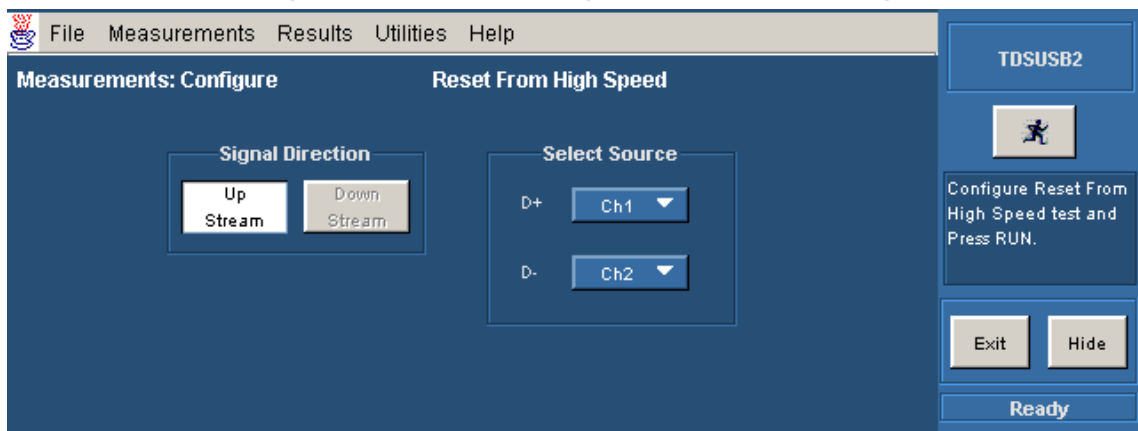 File Measurements Results Utilities Help
Measurements: Configure Reset From High Speed
Signal Direction
Up
Stream
Down
Stream
Select Source
D+ Ch1
D- Ch2
TDSUSB2
Configure Reset From
High Speed test and
Press RUN.
Exit Hide
Ready